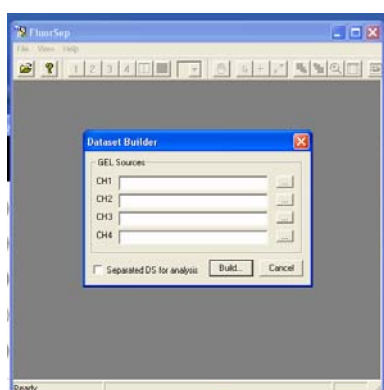 FluorSep
File View Help
1 2 3 4
Dataset Builder
GEL Sources
CH1 ...
CH2 ...
CH3 ...
CH4 ...
Separated DS for analysis Build... Cancel
Ready